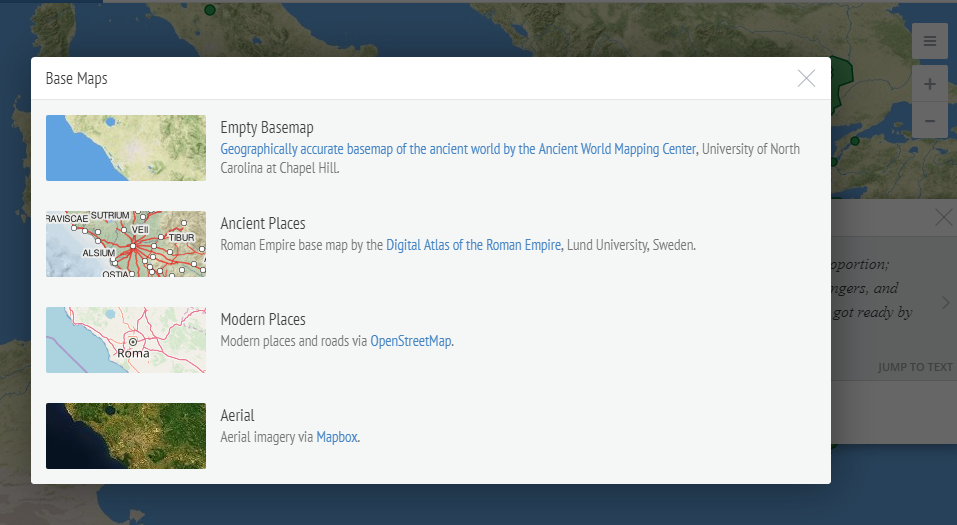 Base Maps
Empty Basemap
Geographically accurate basemap of the ancient world by the Ancient World Mapping Center, University of North
Carolina at Chapel Hill.
RAVISCAE SUTRIUM
VEII
TIBUR
ALSIUM
OSTIA
Ancient Places
Roman Empire base map by the Digital Atlas of the Roman Empire, Lund University, Sweden.
Roma
Modern Places
Modern places and roads via OpenStreetMap.
Aerial
Aerial imagery via Mapbox.
oportion;
ngers, and
got ready by
JUMP TO TEXT